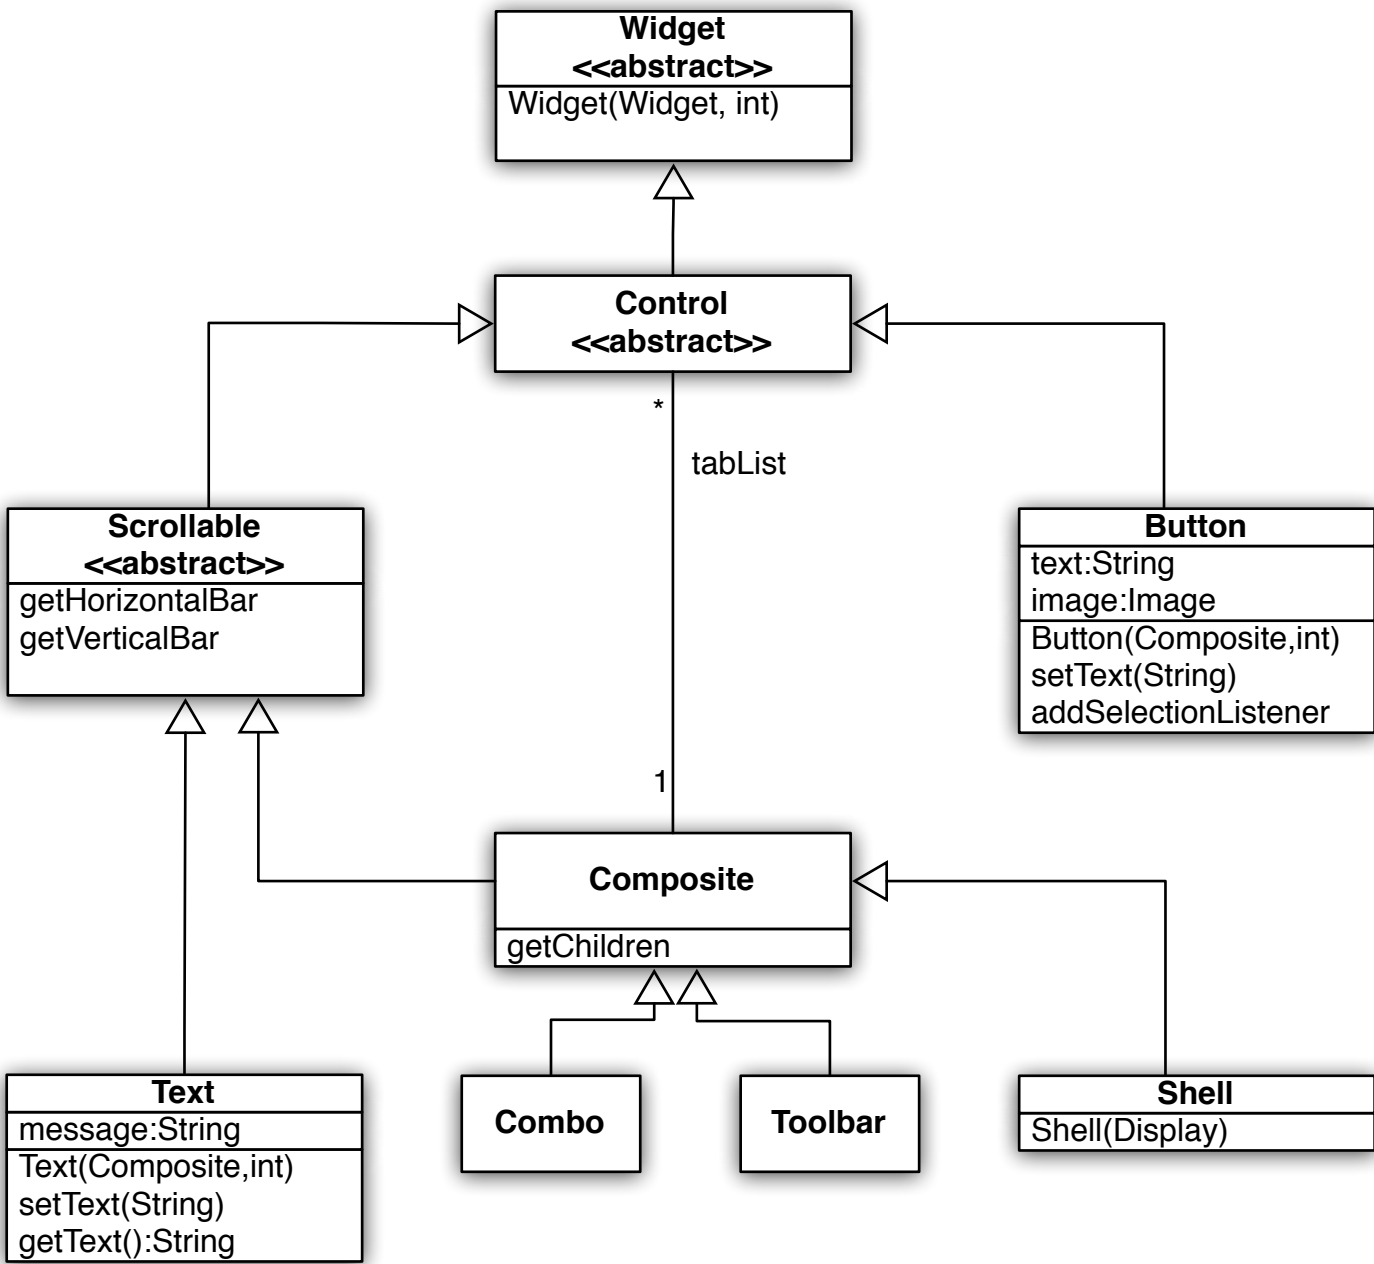 Widget
<<abstract>>
Widget(Widget, int)
Control
<<abstract>>
*
tabList
Scrollable
<<abstract>>
getHorizontalBar
getVerticalBar
Button
text:String
image:Image
Button(Composite,int)
setText(String)
addSelectionListener
1
Composite
getChildren
Text
message:String
Text(Composite,int)
setText(String)
getText():String
Combo
Toolbar
Shell
Shell(Display)